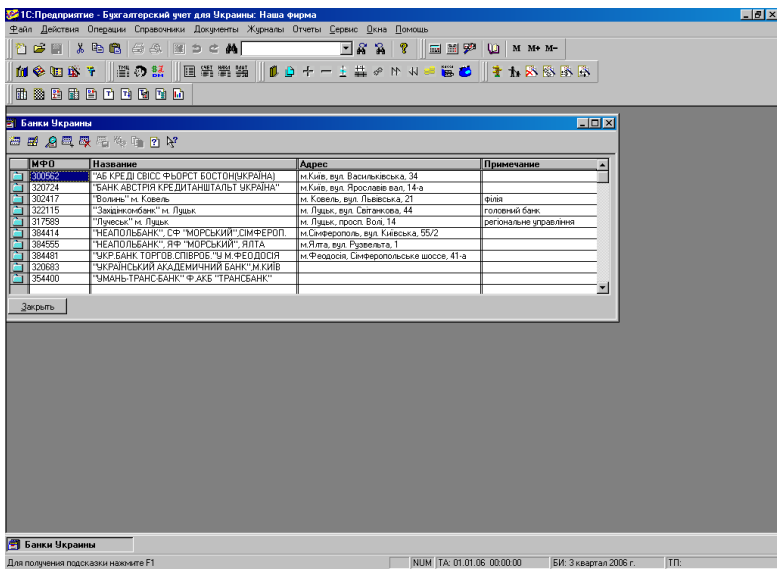 1С:Предприятие - Бухгалтерский учет для Украины: Наша фирма
Файл Действия Операции Справочники Документы Журналы Отчеты Сервис Окна Помощь
М М+ М-
Банки Украины
МФО Название Адрес Примечание
300562 "АБ КРЕДІ СВІСС ФЬОРСТ БОСТОН(УКРАЇНА) м.Київ, вул. Васильківська, 34
320724 "БАНК АВСТРІЯ КРЕДИТАНШТАЛЬТ УКРАЇНА" м.Київ, вул. Ярославів вал, 14-а
302417 "Волинь" м. Ковель м. Ковель, вул. Львівська, 21 філія
322115 "Західінкомбанк" м. Луцьк м. Луцьк, вул. Світанкова, 44 головний банк
317589 "Лучеськ" м. Луцьк м. Луцьк, просп. Волі, 14 регіональне управління
384414 "НЕАПОЛЬБАНК", СФ "МОРСЬКИЙ",СІМФЕРОП. м.Сімферополь, вул. Київська, 55/2
384555 "НЕАПОЛЬБАНК", ЯФ "МОРСЬКИЙ", ЯЛТА м.Ялта, вул. Рузвельта, 1
384481 "УКР.БАНК ТОРГОВ.СПІВРОБ."У М.ФЕОДОСІЯ м.Феодосія, Сімферопольське шоссе, 41-а
320683 "УКРАЇНСЬКИЙ АКАДЕМИЧНИЙ БАНК",М.КИЇВ
354400 "УМАНЬ-ТРАНС-БАНК" Ф.АКБ "ТРАНСБАНК"
Закрыть
Банки Украины
Для получения подсказки нажмите F1 NUM ТА: 01.01.06 00:00:00 БИ: 3 квартал 2006 г. ТП: